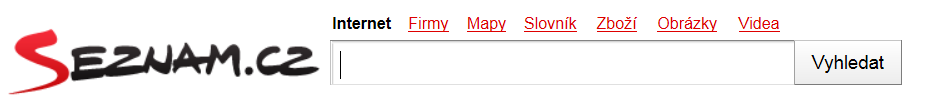 Internet Firmy Mapy Slovník Zboží Obrázky Videa
SEZNAM.CZ
Vyhledat